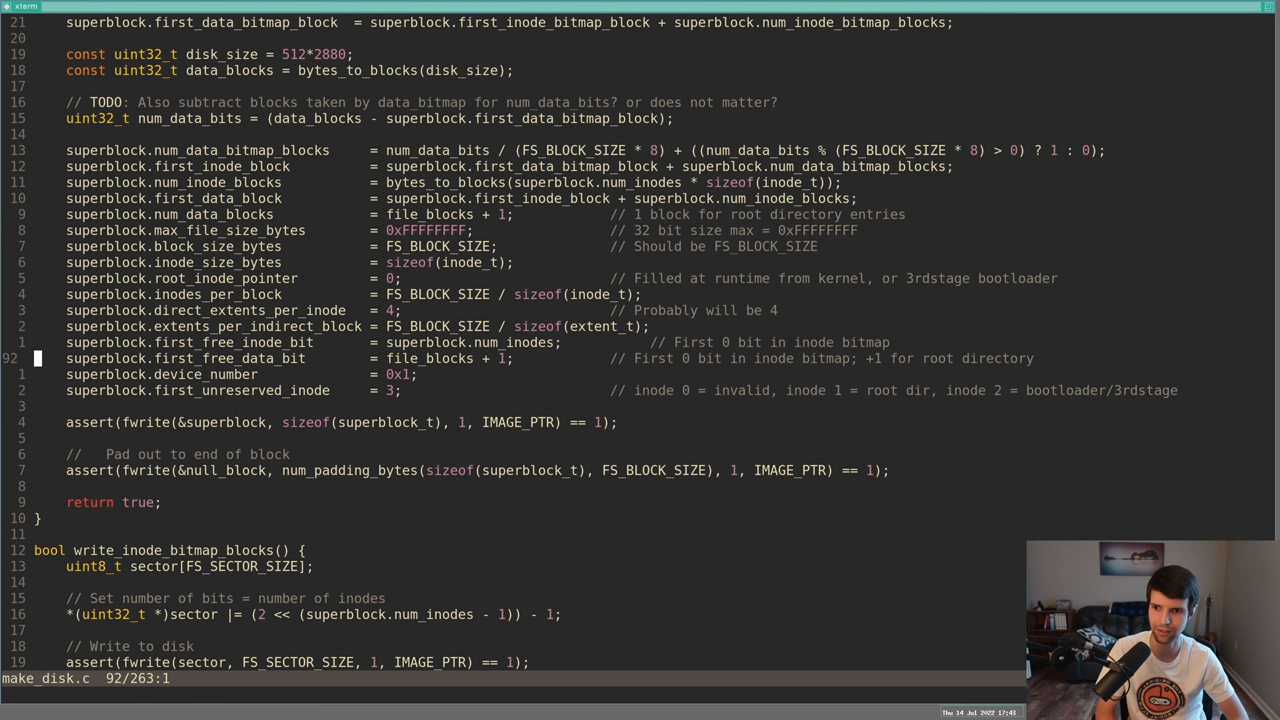 xterm
21 superblock.first_data_bitmap_block  = superblock.first_inode_bitmap_block + superblock.num_inode_bitmap_blocks;
20
19 const uint32_t disk_size = 512*2880;
18 const uint32_t data_blocks = bytes_to_blocks(disk_size);
17
16 // TODO: Also subtract blocks taken by data_bitmap for num_data_bits? or does not matter?
15 uint32_t num_data_bits = (data_blocks - superblock.first_data_bitmap_block);
14
13 superblock.num_data_bitmap_blocks     = num_data_bits / (FS_BLOCK_SIZE * 8) + ((num_data_bits % (FS_BLOCK_SIZE * 8) > 0) ? 1 : 0);
12 superblock.first_inode_block          = superblock.first_data_bitmap_block + superblock.num_data_bitmap_blocks;
11 superblock.num_inode_blocks           = bytes_to_blocks(superblock.num_inodes * sizeof(inode_t));
10 superblock.first_data_block           = superblock.first_inode_block + superblock.num_inode_blocks;
9 superblock.num_data_blocks            = file_blocks + 1;            // 1 block for root directory entries
8 superblock.max_file_size_bytes        = 0xFFFFFFFF;                 // 32 bit size max = 0xFFFFFFFF
7 superblock.block_size_bytes           = FS_BLOCK_SIZE;              // Should be FS_BLOCK_SIZE
6 superblock.inode_size_bytes           = sizeof(inode_t);
5 superblock.root_inode_pointer         = 0;                          // Filled at runtime from kernel, or 3rdstage bootloader
4 superblock.inodes_per_block           = FS_BLOCK_SIZE / sizeof(inode_t);
3 superblock.direct_extents_per_inode   = 4;                          // Probably will be 4
2 superblock.extents_per_indirect_block = FS_BLOCK_SIZE / sizeof(extent_t);
1 superblock.first_free_inode_bit       = superblock.num_inodes;           // First 0 bit in inode bitmap
92 superblock.first_free_data_bit        = file_blocks + 1;            // First 0 bit in inode bitmap; +1 for root directory
1 superblock.device_number              = 0x1;
2 superblock.first_unreserved_inode     = 3;                          // inode 0 = invalid, inode 1 = root dir, inode 2 = bootloader/3rdstage
3
4 assert(fwrite(&superblock, sizeof(superblock_t), 1, IMAGE_PTR) == 1);
5
6 //   Pad out to end of block
7 assert(fwrite(&null_block, num_padding_bytes(sizeof(superblock_t), FS_BLOCK_SIZE), 1, IMAGE_PTR) == 1);
8
9 return true;
10 }
11
12 bool write_inode_bitmap_blocks() {
13 uint8_t sector[FS_SECTOR_SIZE];
14
15 // Set number of bits = number of inodes
16 *(uint32_t *)sector |= (2 << (superblock.num_inodes - 1)) - 1;
17
18 // Write to disk
19 assert(fwrite(sector, FS_SECTOR_SIZE, 1, IMAGE_PTR) == 1);
make_disk.c  92/263:1
Thu 14 Jul 2022 17:43